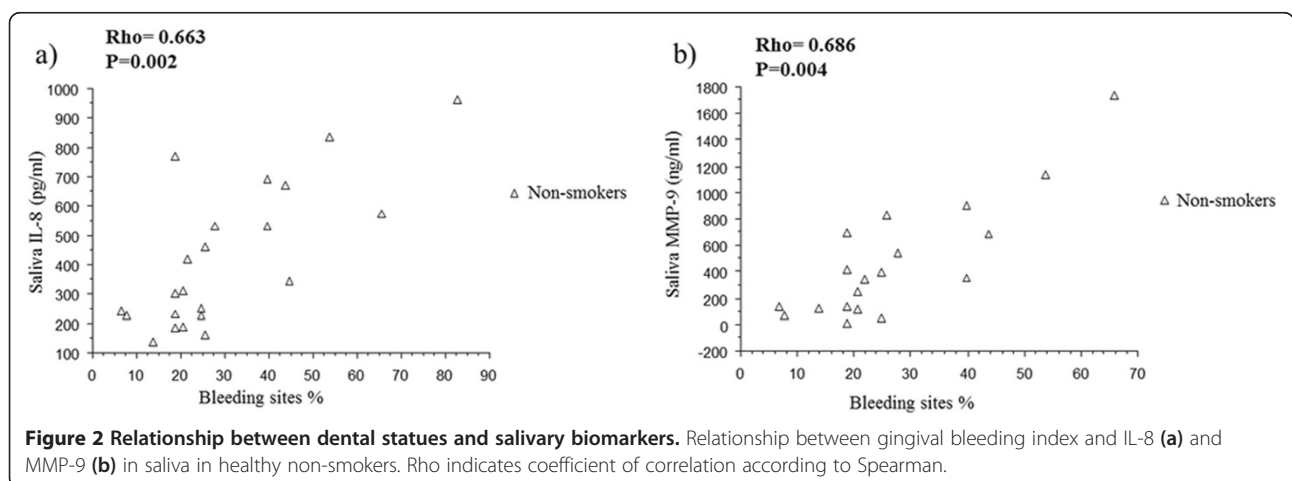 Rho= 0.663
P=0.002
a)
1000
900
800
700
600
500
400
300
200
100
Saliva IL-8 (pg/ml)
0 10 20 30 40 50 60 70 80 90
Bleeding sites %
Non-smokers
Rho= 0.686
P=0.004
b)
1800
1600
1400
1200
1000
800
600
400
200
0
-200
Saliva MMP-9 (ng/ml)
0 10 20 30 40 50 60 70
Bleeding sites %
Non-smokers
Figure 2 Relationship between dental statues and salivary biomarkers. Relationship between gingival bleeding index and IL-8 (a) and
MMP-9 (b) in saliva in healthy non-smokers. Rho indicates coefficient of correlation according to Spearman.